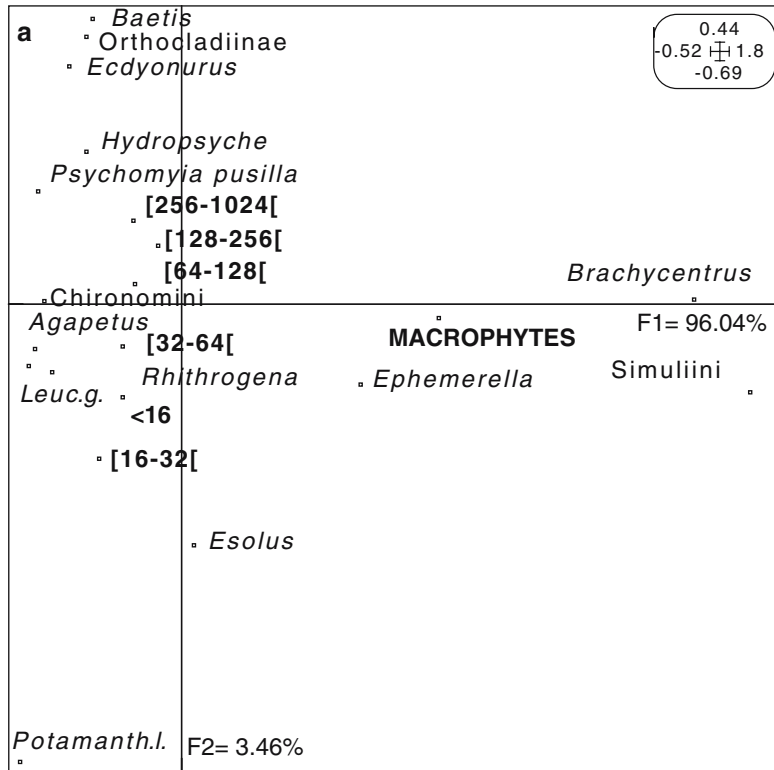 a
Baetis
Orthocladiinae
Ecdyonurus
0.44
-0.52 1.8
-0.69
Hydropsyche
Psychomyia pusilla
[256-1024[
[128-256[
[64-128[
Brachycentrus
Chironomini
Agapetus
F1= 96.04%
MACROPHYTES
[32-64[
Rhithrogena
Ephemerella
Simuliini
Leuc.g.
<16
[16-32[
Esolus
Potamanth.l.
F2= 3.46%